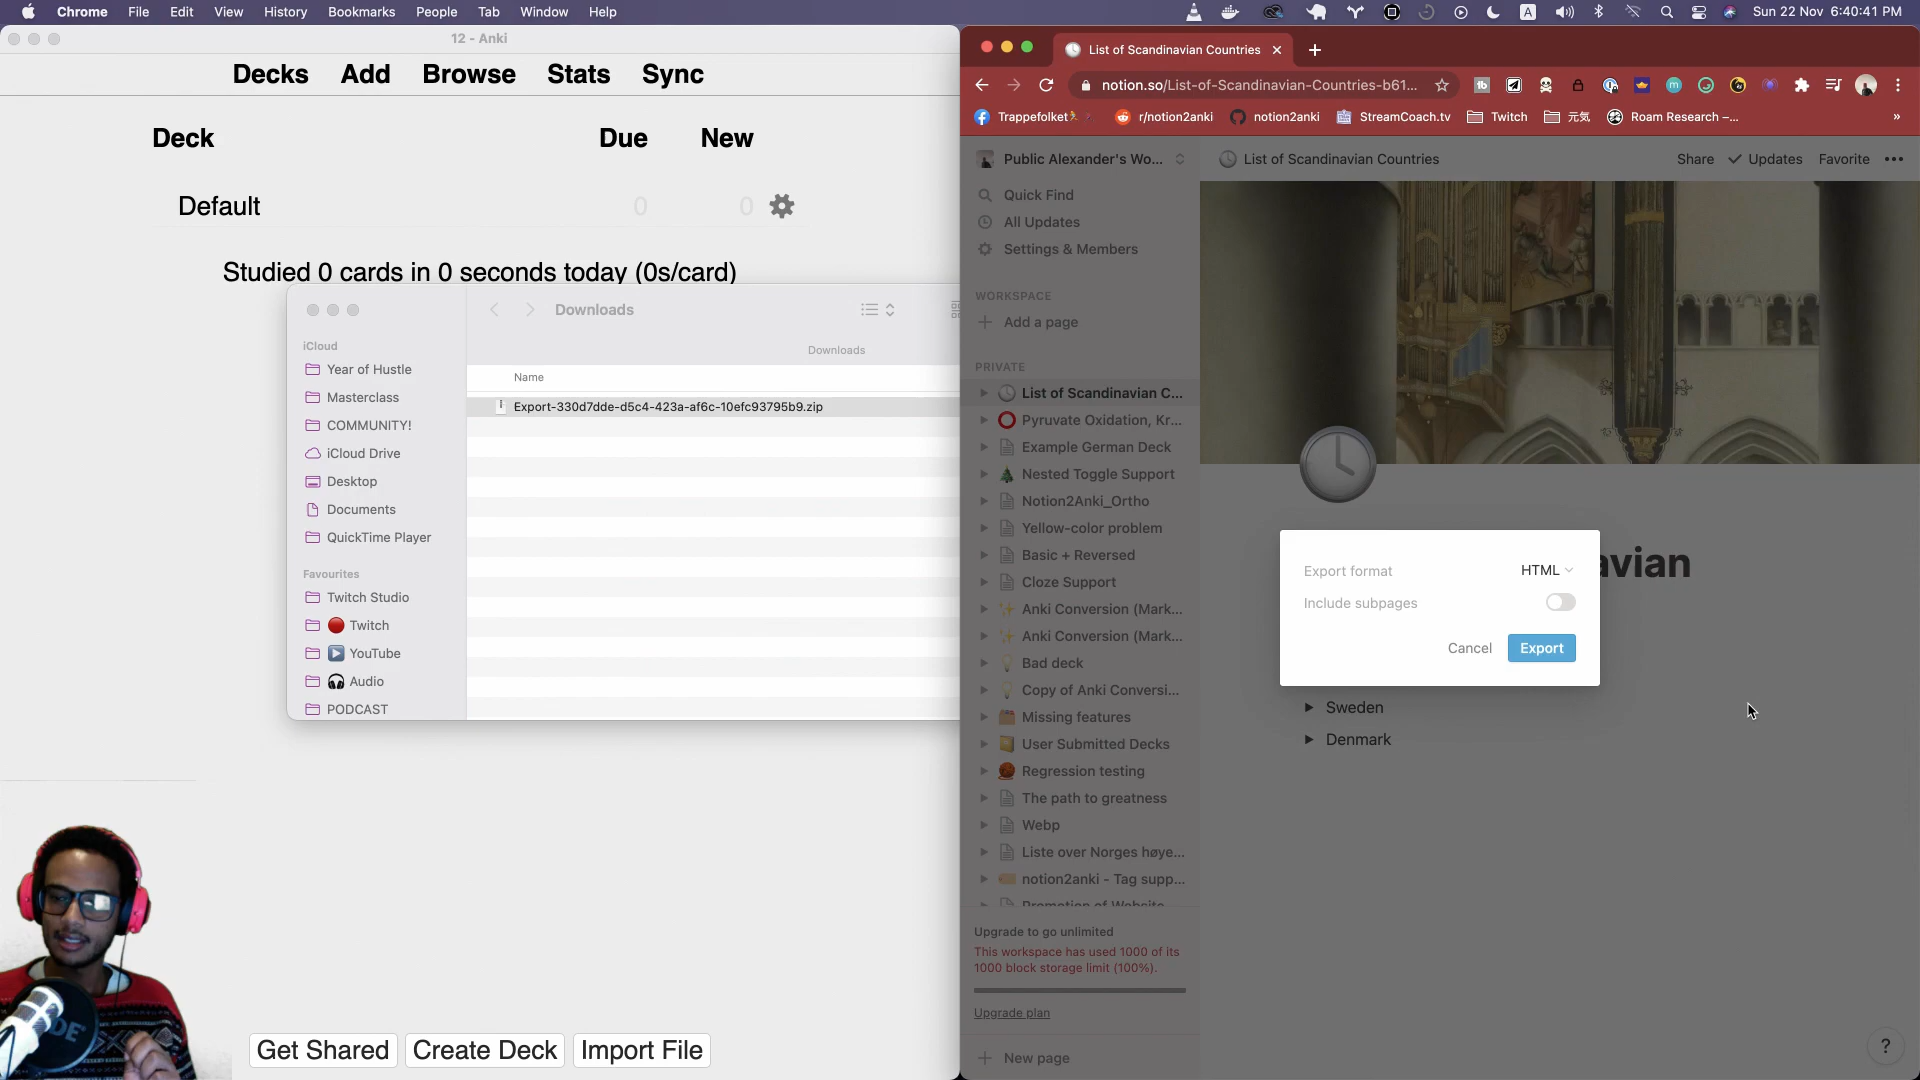 Chrome File Edit View History Bookmarks People Tab Window Help
A
Sun 22 Nov 6:40:41 PM
12 - Anki
Decks Add Browse Stats Sync
Deck Due New
Default 0 0
Studied 0 cards in 0 seconds today (0s/card)
Downloads
Downloads
iCloud
Year of Hustle
Masterclass
COMMUNITY!
iCloud Drive
Desktop
Documents
QuickTime Player
Favourites
Twitch Studio
Twitch
YouTube
Audio
PODCAST
Name
Export-330d7dde-d5c4-423a-af6c-10efc93795b9.zip
Get Shared Create Deck Import File
List of Scandinavian Countries
notion.so/List-of-Scandinavian-Countries-b61...
Trappefolket r/notion2anki notion2anki StreamCoach.tv Twitch 元気 Roam Research –... »
Public Alexander's Wo...
Quick Find
All Updates
Settings & Members
WORKSPACE
Add a page
PRIVATE
List of Scandinavian C...
Pyruvate Oxidation, Kr...
Example German Deck
Nested Toggle Support
Notion2Anki_Ortho
Yellow-color problem
Basic + Reversed
Cloze Support
Anki Conversion (Mark...
Anki Conversion (Mark...
Bad deck
Copy of Anki Conversi...
Missing features
User Submitted Decks
Regression testing
The path to greatness
Webp
Liste over Norges høye...
notion2anki - Tag supp...
Promotion of Website
Upgrade to go unlimited
This workspace has used 1000 of its
1000 block storage limit (100%).
Upgrade plan
New page
List of Scandinavian Countries
Share Updates Favorite
avian
Export format HTML
Include subpages
Cancel Export
Sweden
Denmark
?